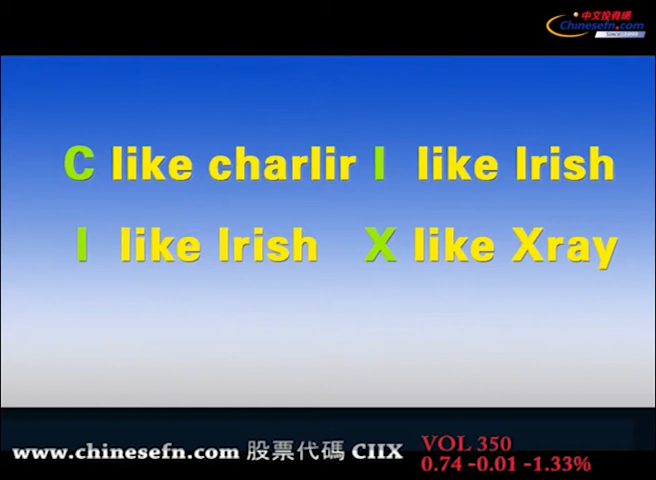 中文投資網
Chinesefn.com
C like charlir I like Irish
I like Irish X like Xray
www.chinesefn.com 股票代碼 CIIX
VOL 350
0.74 -0.01 -1.33%